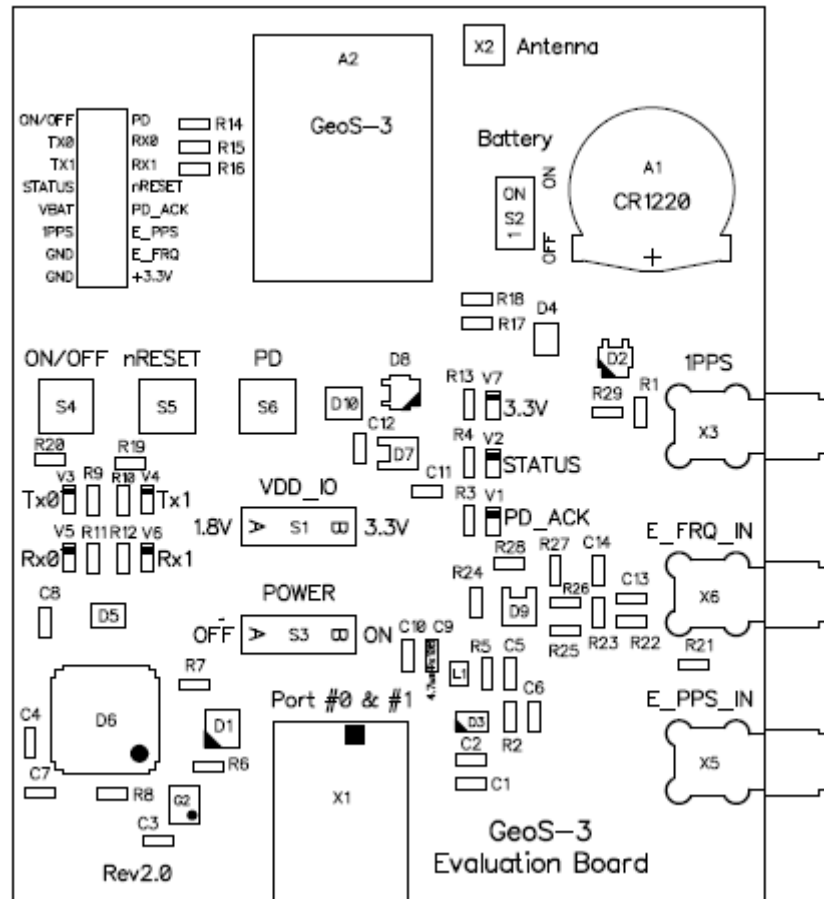 A2
GeoS-3
X2 Antenna
ON/OFF PD
TX0 RX0
TX1 RX1
STATUS nRESET
VBAT PD_ACK
1PPS E_PPS
GND E_FRQ
GND +3.3V
R14
R15
R16
Battery
ON
S2
1
ON
OFF
A1
CR1220
+
R18
R17
D4
D2
1PPS
R29
R1
X3
ON/OFF nRESET PD
S4 S5 S6
D10
D8
R20 R19
C12
D7
C11
R13 V7
3.3V
R4 V2
STATUS
R3 V1
PD_ACK
V3 R9 R10 V4
Tx0 Tx1
V5 R11 R12 V6
Rx0 Rx1
VDD_IO
1.8V A S1 B 3.3V
POWER
OFF A S3 B ON
E_FRQ_IN
X6
R28 R27 C14
R24 D9 R26 C13
R25 R23 R22
R21
C8
D5
C10 C9
R5 C5
L1
C6
D3
R2
C2
C1
R7
D6
D1
R6
C4
C7
R8
G2
C3
Port #0 & #1
X1
E_PPS_IN
X5
GeoS-3
Evaluation Board
Rev2.0